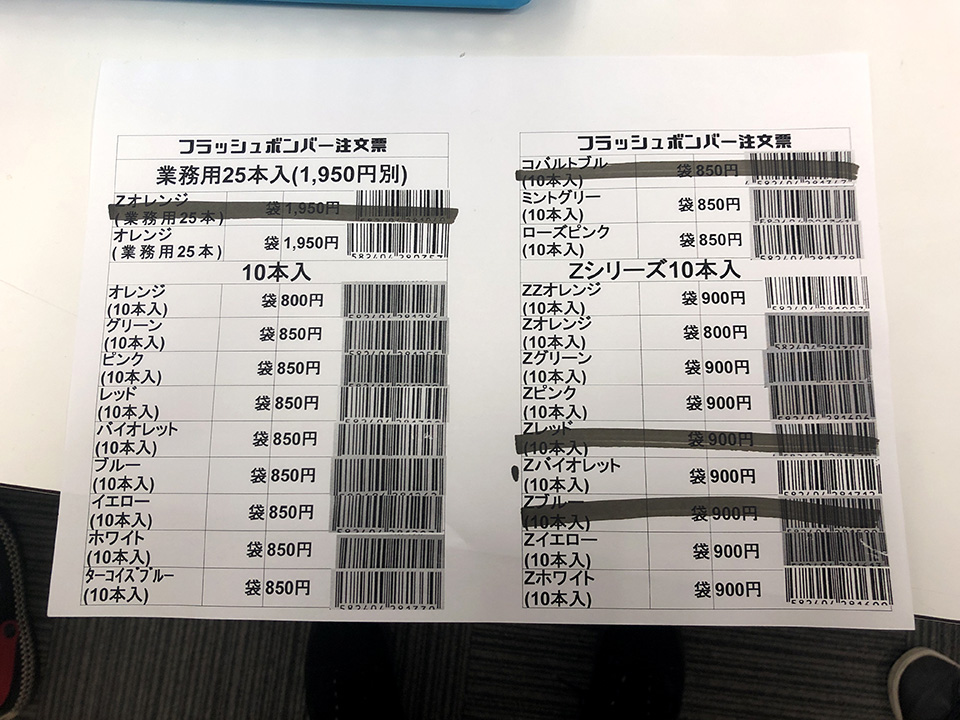 フラッシュボンバー注文票
業務用25本入(1,950円別)
Zオレンジ
(業務用25本)
袋 1,950円
オレンジ
(業務用25本)
袋 1,950円
10本入
オレンジ
(10本入)
袋 800円
グリーン
(10本入)
袋 850円
ピンク
(10本入)
袋 850円
レッド
(10本入)
袋 850円
バイオレット
(10本入)
袋 850円
ブルー
(10本入)
袋 850円
イエロー
(10本入)
袋 850円
ホワイト
(10本入)
袋 850円
ターコイズブルー
(10本入)
袋 850円
フラッシュボンバー注文票
コバルトブル
(10本入)
袋 850円
ミントグリー
(10本入)
袋 850円
ローズピンク
(10本入)
袋 850円
Zシリーズ10本入
ZZオレンジ
(10本入)
袋 900円
Zオレンジ
(10本入)
袋 800円
Zグリーン
(10本入)
袋 900円
Zピンク
(10本入)
袋 900円
Zレッド
(10本入)
袋 900円
Zバイオレット
(10本入)
袋 900円
Zブルー
(10本入)
袋 900円
Zイエロー
(10本入)
袋 900円
Zホワイト
(10本入)
袋 900円